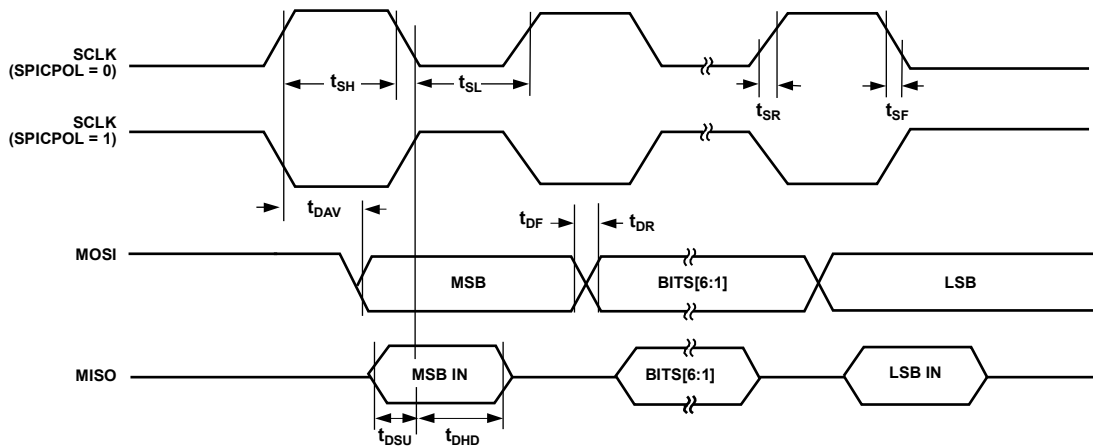 SCLK
(SPICPOL = 0)
tSH
tSL
tSR
tSF
SCLK
(SPICPOL = 1)
tDAV
tDF
tDR
MOSI
MSB
BITS[6:1]
LSB
MISO
MSB IN
BITS[6:1]
LSB IN
tDSU
tDHD